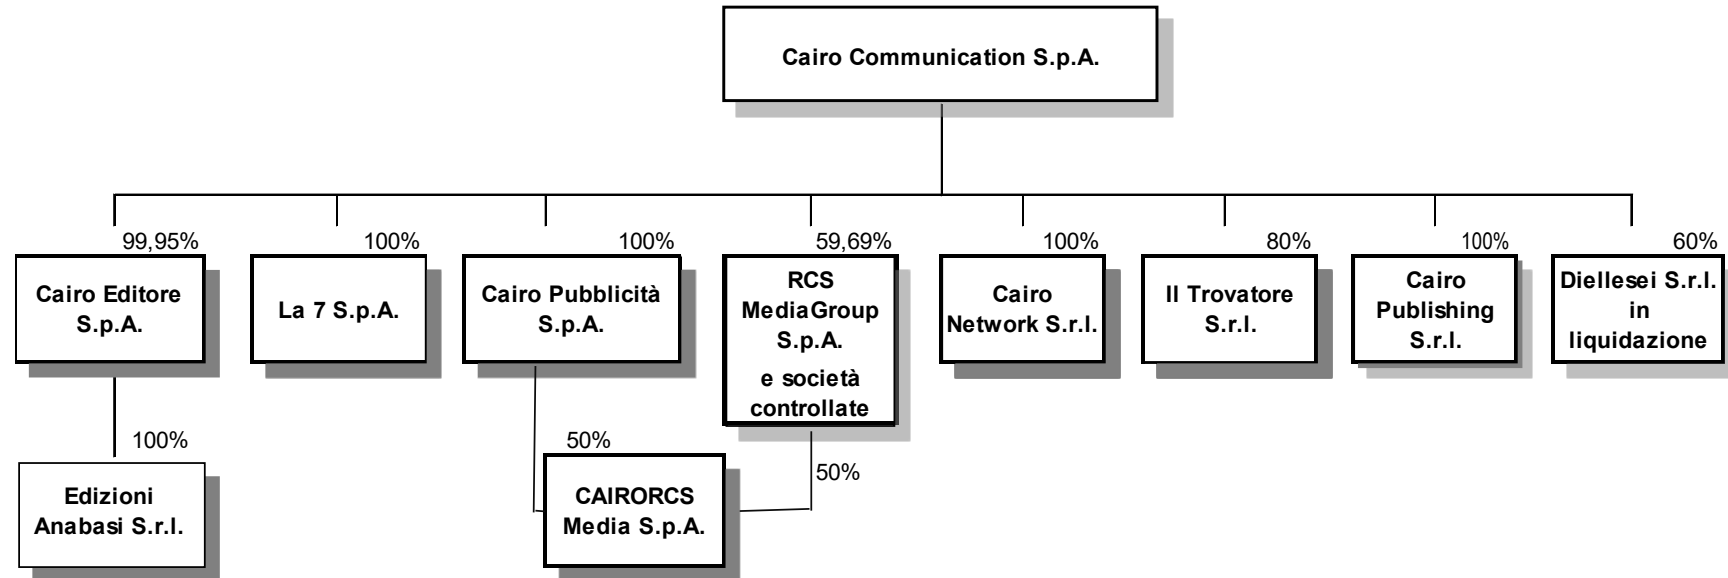 Cairo Communication S.p.A.
99,95%
100%
100%
59,69%
100%
80%
100%
60%
Cairo Editore
S.p.A.
La 7 S.p.A.
Cairo Pubblicità
S.p.A.
RCS
MediaGroup
S.p.A.
e società
controllate
Cairo
Network S.r.l.
Il Trovatore
S.r.l.
Cairo
Publishing
S.r.l.
Diellesei S.r.l.
in
liquidazione
100%
50%
50%
Edizioni
Anabasi S.r.l.
CAIRORCS
Media S.p.A.